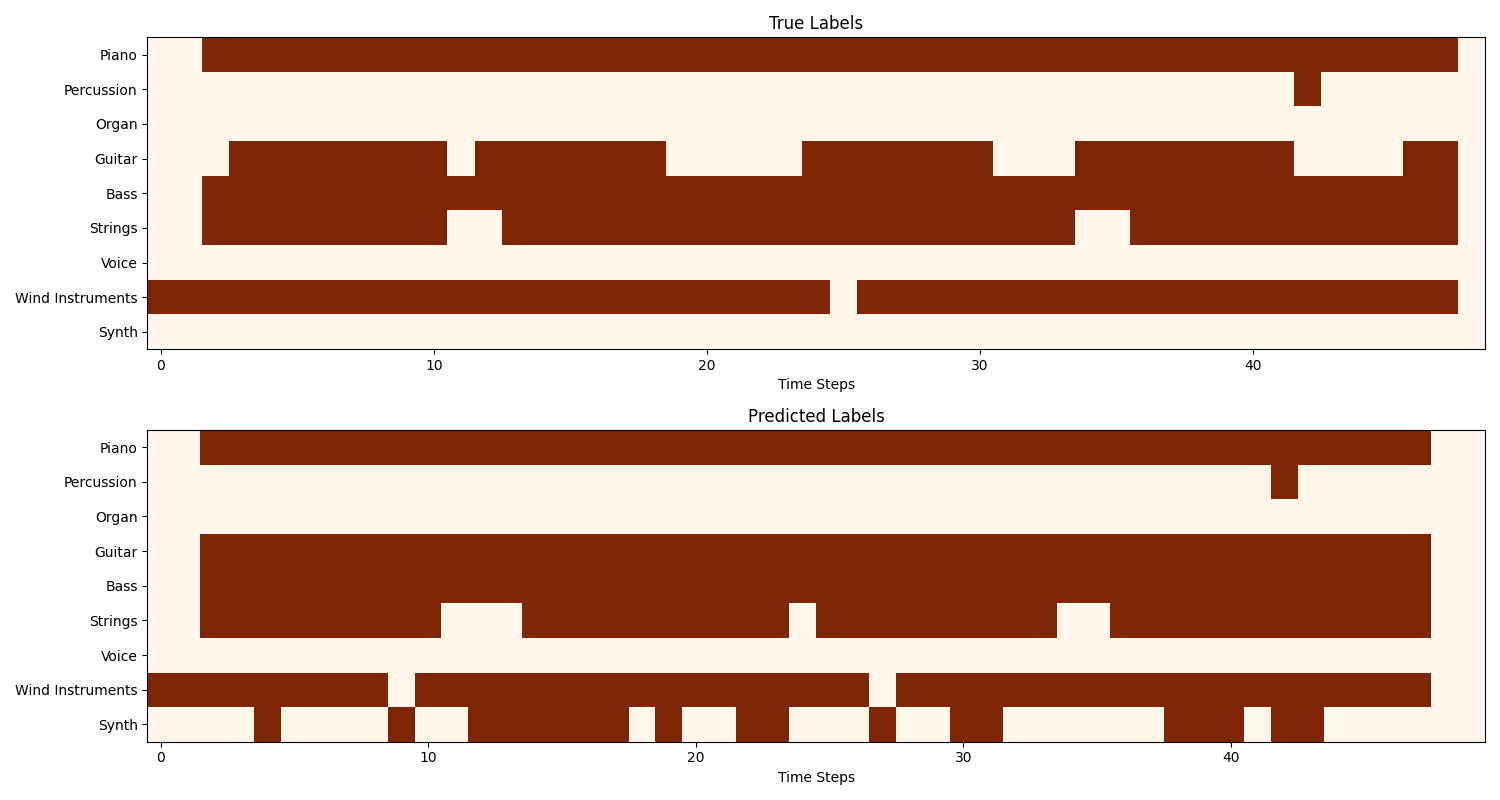 True Labels
Piano
Percussion
Organ
Guitar
Bass
Strings
Voice
Wind Instruments
Synth
0 10 20 30 40
Time Steps
Predicted Labels
Piano
Percussion
Organ
Guitar
Bass
Strings
Voice
Wind Instruments
Synth
0 10 20 30 40
Time Steps